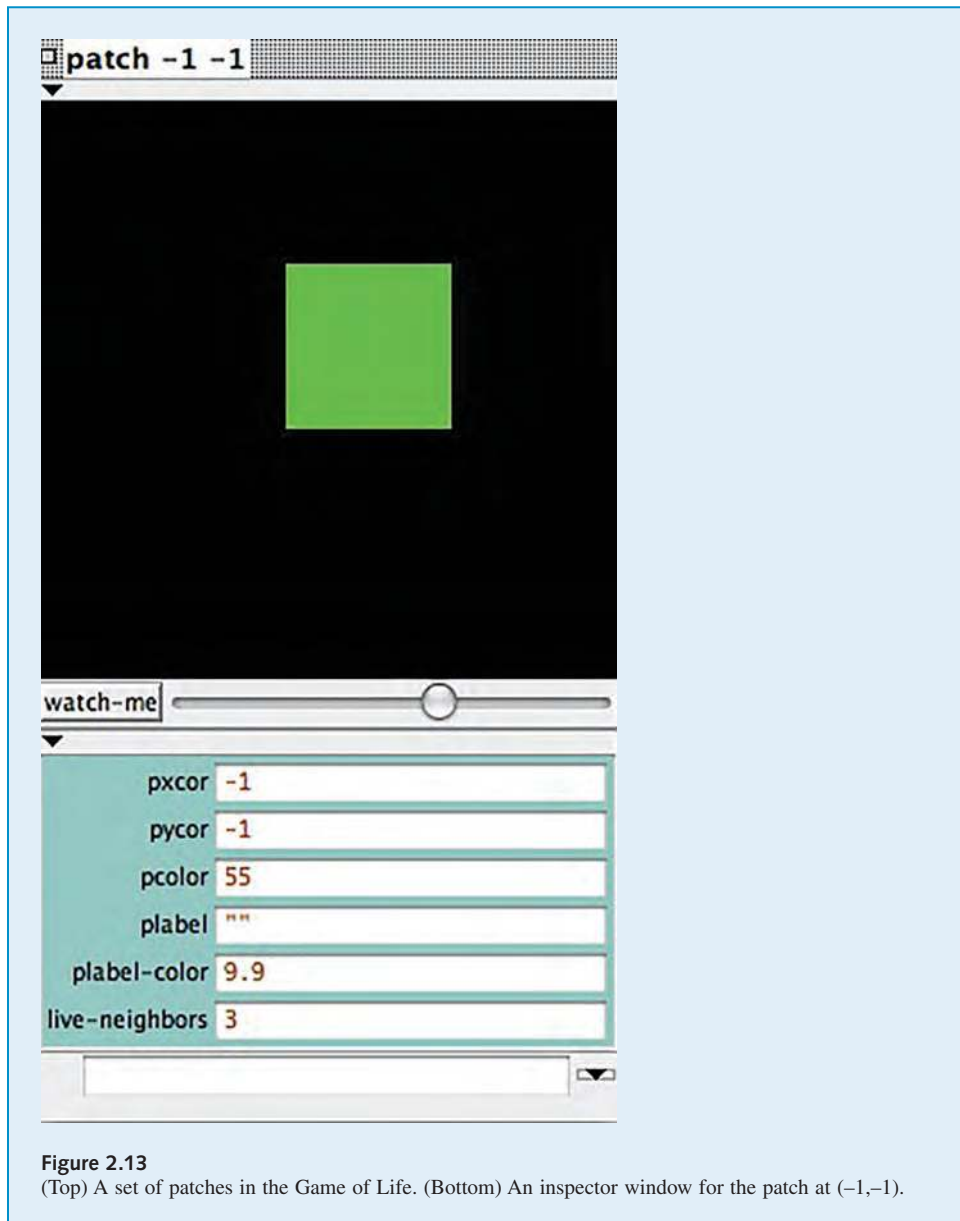 patch -1 -1
watch-me
pxcor -1
pycor -1
pcolor 55
plabel ""
plabel-color 9.9
live-neighbors 3
Figure 2.13
(Top) A set of patches in the Game of Life. (Bottom) An inspector window for the patch at (–1,–1).